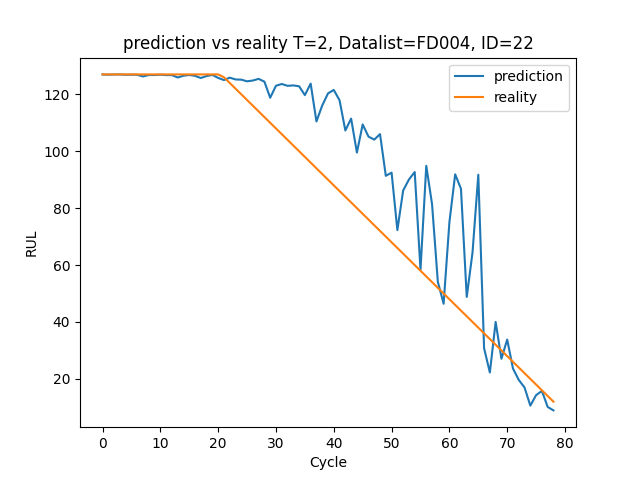 prediction vs reality T=2, Datalist=FD004, ID=22
prediction
reality
RUL
120
100
80
60
40
20
0 10 20 30 40 50 60 70 80
Cycle